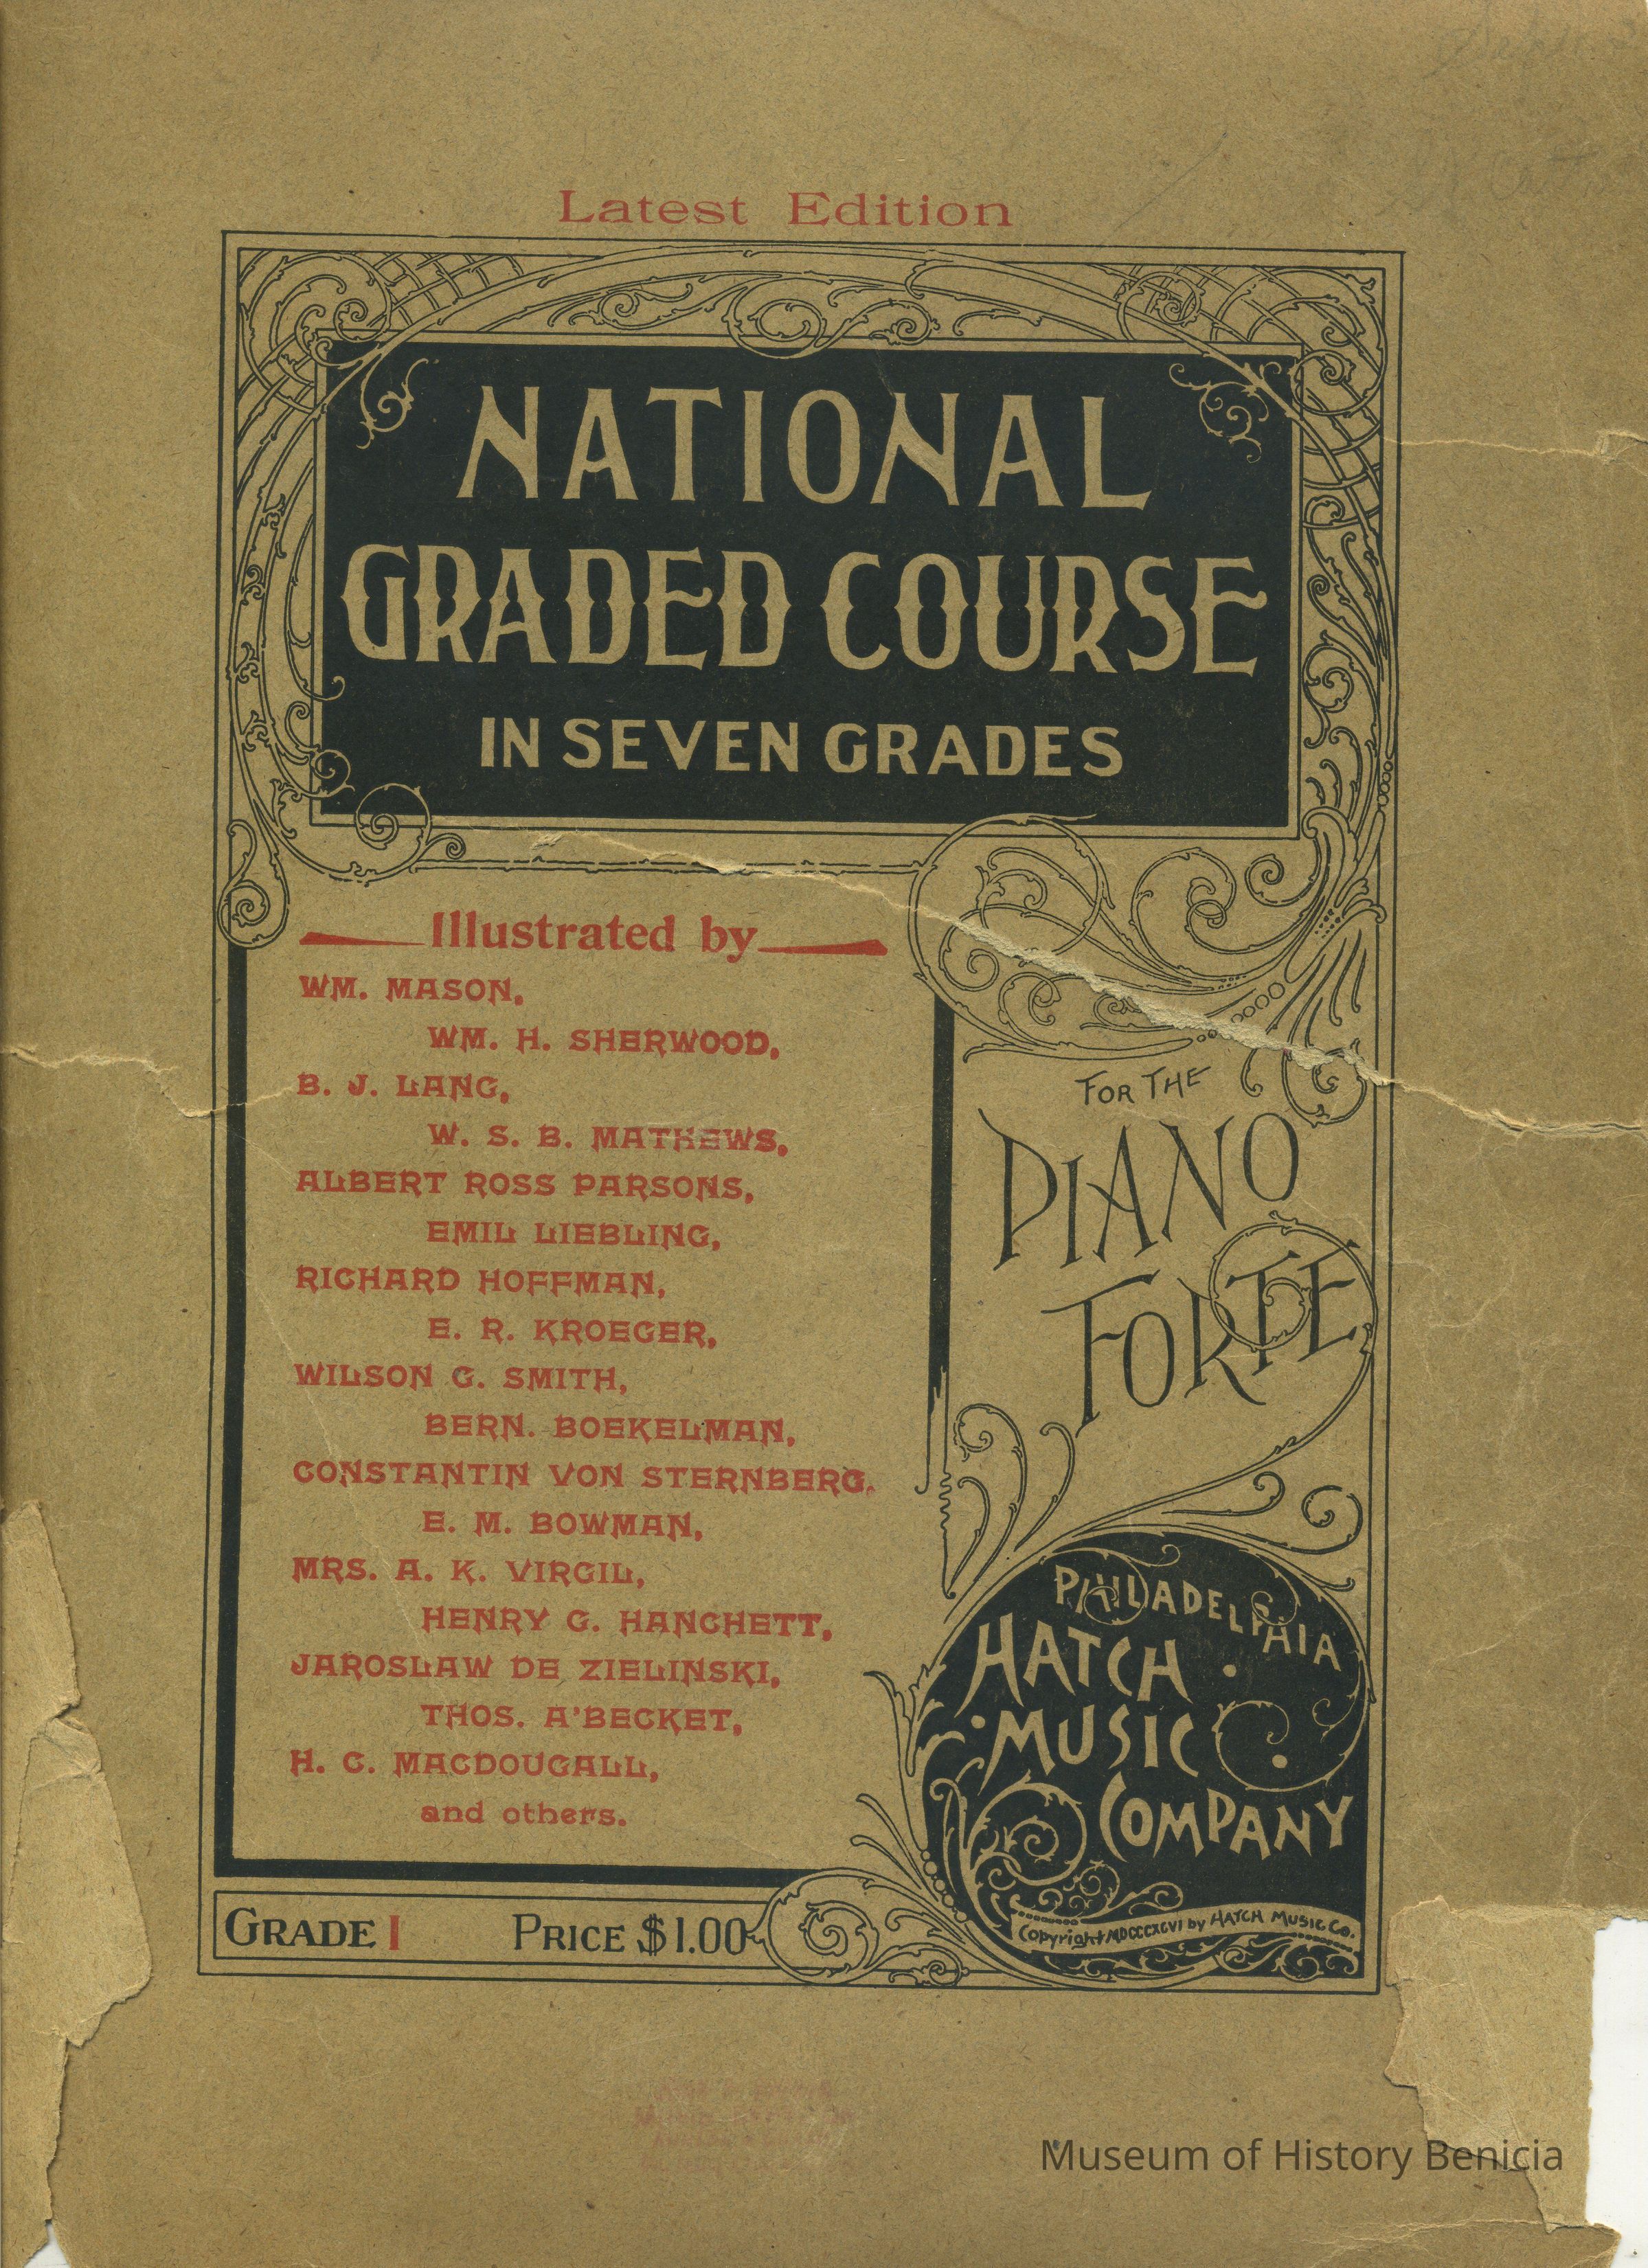 Latest Edition
NATIONAL
GRADED COURSE
IN SEVEN GRADES
Illustrated by
WM. MASON,
WM. H. SHERWOOD,
B. J. LANG,
W. S. B. MATHEWS,
ALBERT ROSS PARSONS,
EMIL LIEBLING,
RICHARD HOFFMAN,
E. R. KROEGER,
WILSON G. SMITH,
BERN. BOEKELMAN,
CONSTANTIN VON STERNBERG,
E. M. BOWMAN,
MRS. A. K. VIRGIL,
HENRY G. HANCHETT,
JAROSLAW DE ZIELINSKI,
THOS. A'BECKET,
H. C. MACDOUGALL,
and others.
FOR THE
PIANO
FORTE
PHILADELPHIA
HATCH
MUSIC
COMPANY
Copyright MDCCCXCVI by HATCH MUSIC CO.
GRADE I PRICE $1.00
Museum of History Benicia